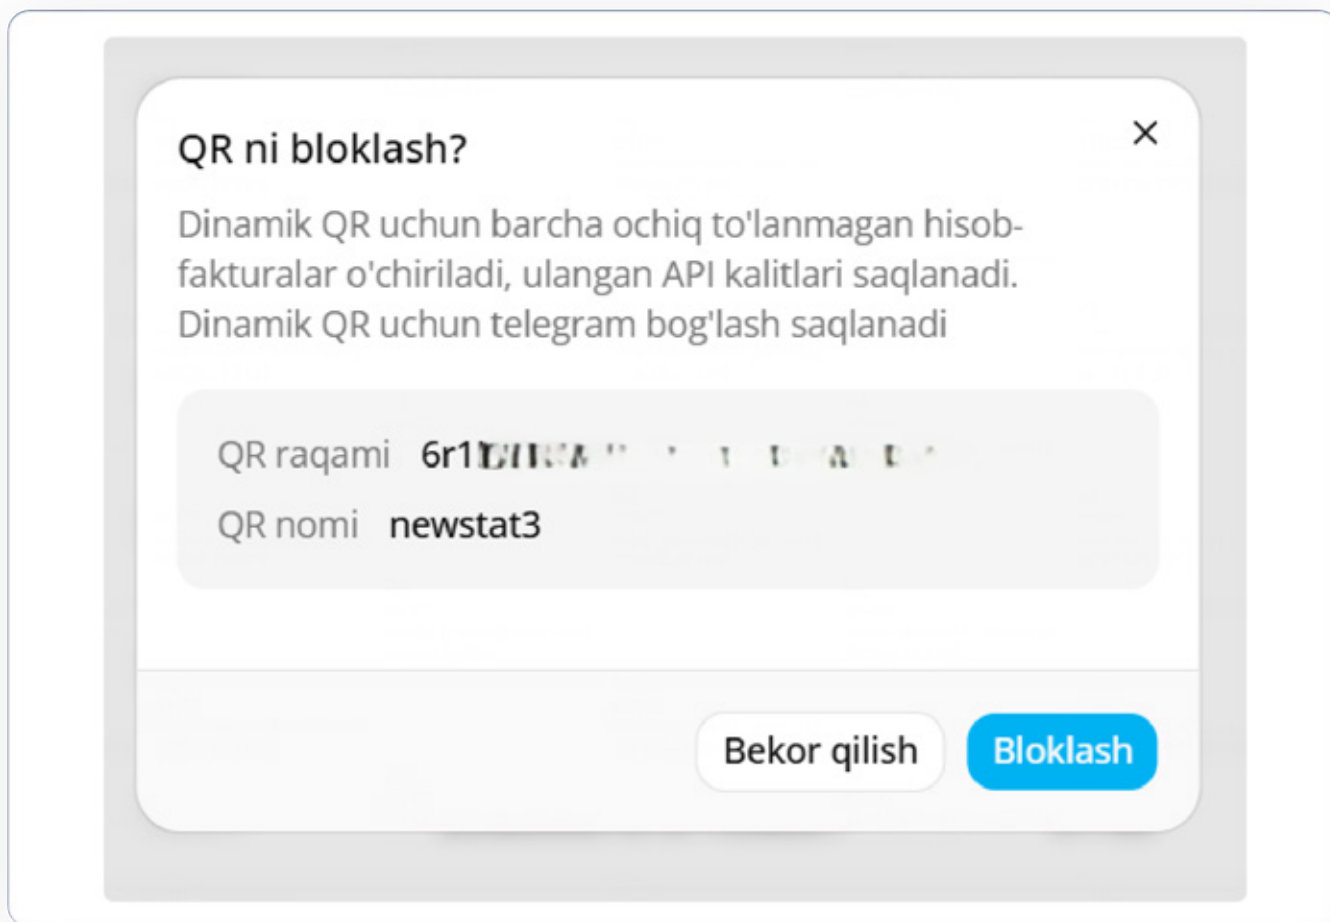 QR ni bloklash?
Dinamik QR uchun barcha ochiq to'lanmagan hisob-
fakturalar o'chiriladi, ulangan API kalitlari saqlanadi.
Dinamik QR uchun telegram bog'lash saqlanadi
QR raqami
QR nomi newstat3
Bekor qilish Bloklash